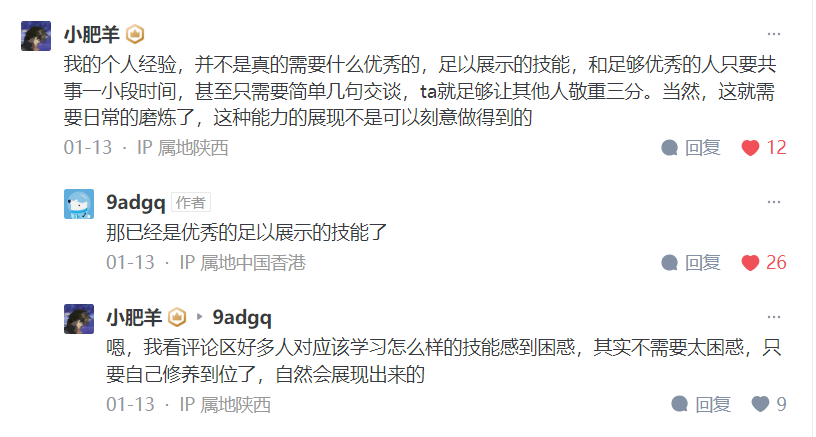 小肥羊
我的个人经验，并不是真的需要什么优秀的，足以展示的技能，和足够优秀的人只要共
事一小段时间，甚至只需要简单几句交谈，ta就足够让其他人敬重三分。当然，这就需
要日常的磨炼了，这种能力的展现不是可以刻意做得到的
01-13 · IP 属地陕西 回复 12
9adgq 作者
那已经是优秀的足以展示的技能了
01-13 · IP 属地中国香港 回复 26
小肥羊 9adgq
嗯，我看评论区好多人对应该学习怎么样的技能感到困惑，其实不需要太困惑，只
要自己修养到位了，自然会展现出来的
01-13 · IP 属地陕西 回复 9